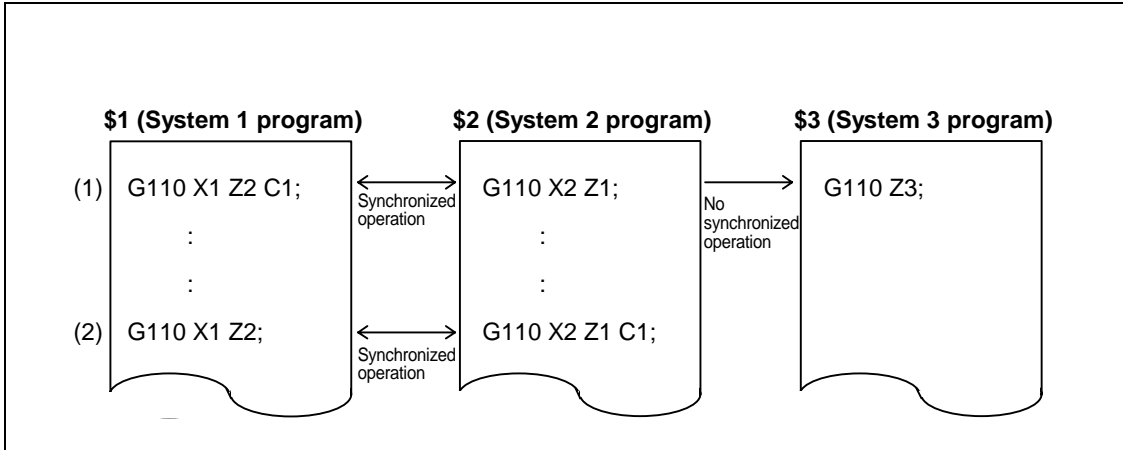 $1 (System 1 program) $2 (System 2 program) $3 (System 3 program)
(1) G110 X1 Z2 C1; G110 X2 Z1; G110 Z3;
Synchronized
operation
No
synchronized
operation
: :
: :
(2) G110 X1 Z2; G110 X2 Z1 C1;
Synchronized
operation